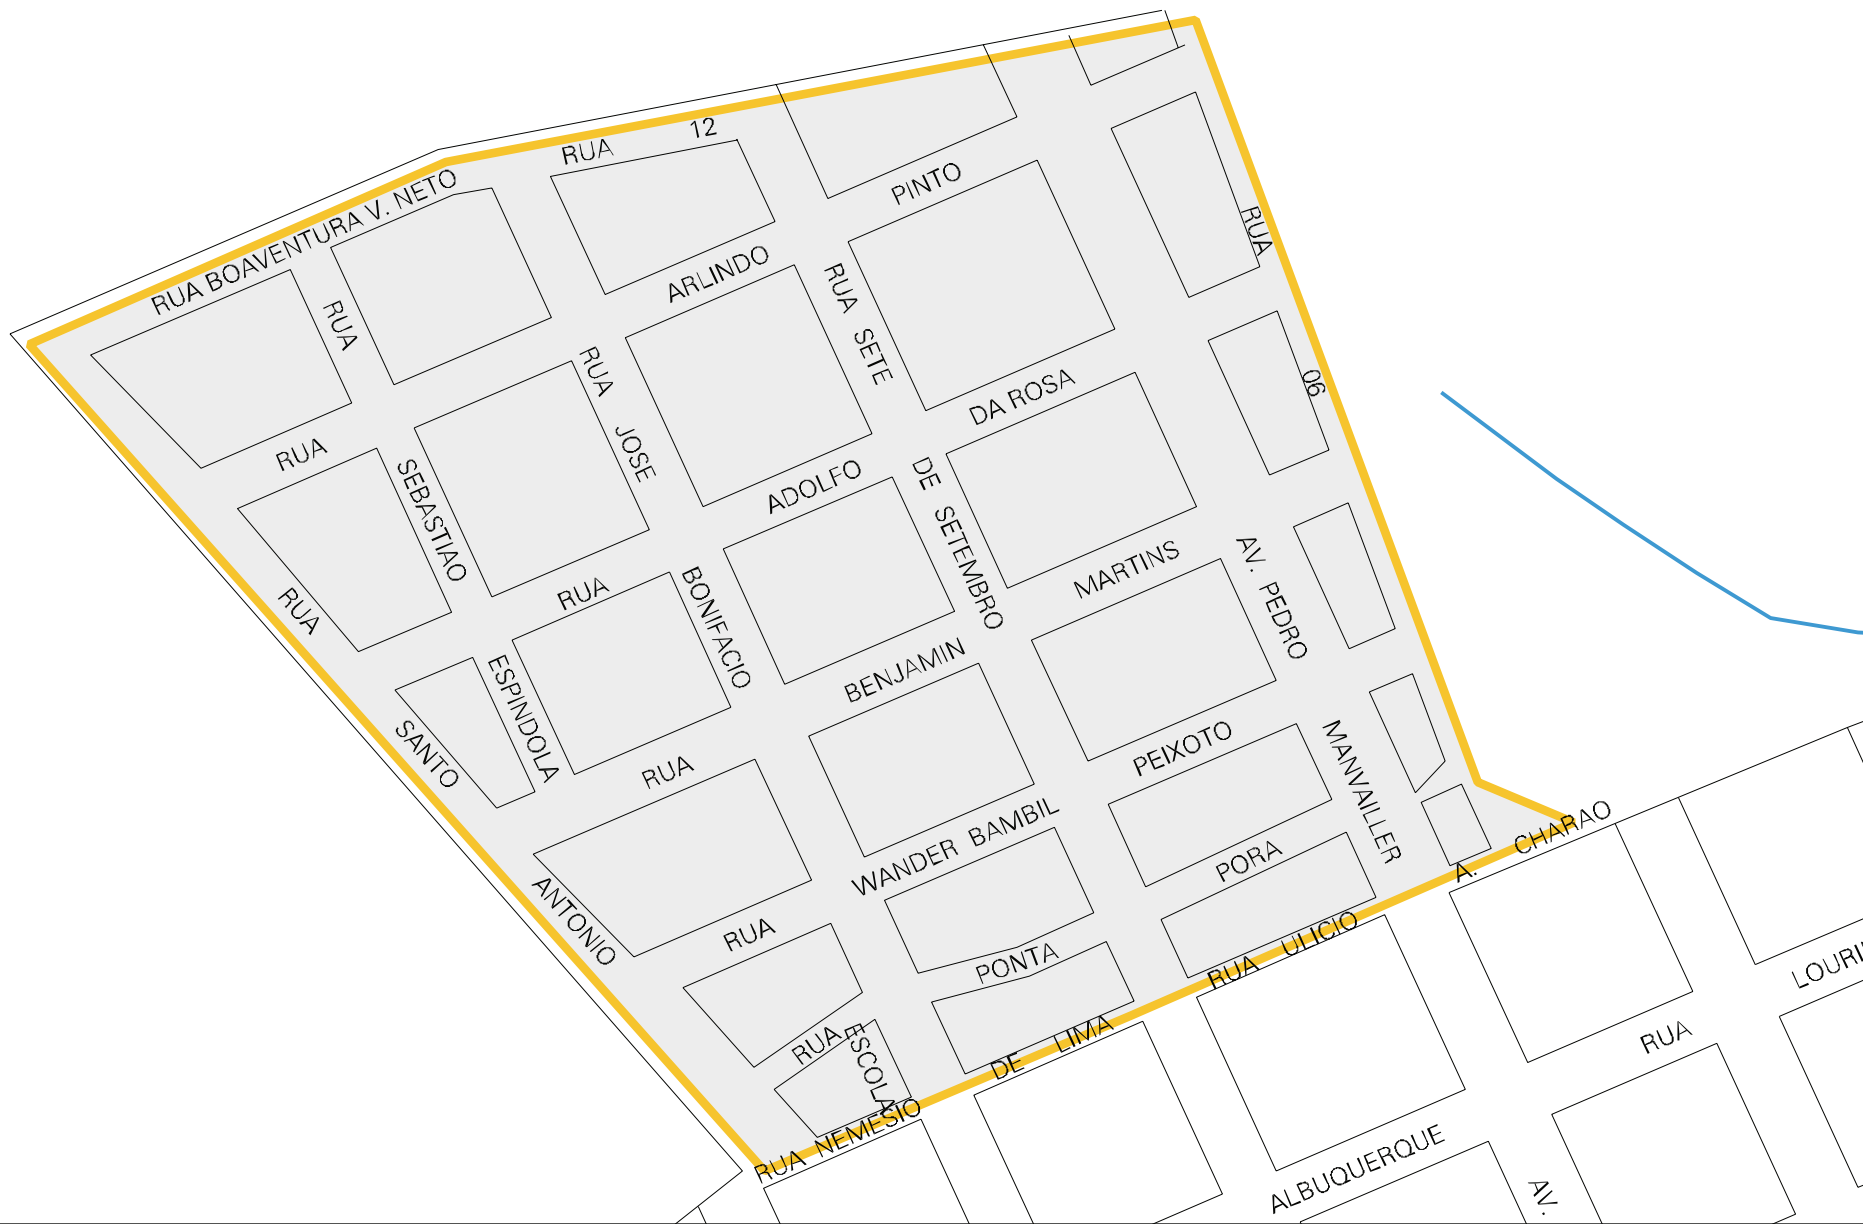 RUA BOAVENTURA V. NETO
RUA 12
RUA ARLINDO PINTO
RUA ADOLFO DA ROSA
RUA BENJAMIN MARTINS
RUA WANDER BAMBIL PEIXOTO
RUA PONTA PORA
RUA NEMESIO DE LIMA
RUA ULICIO A. CHARAO
RUA SANTO ANTONIO
RUA SEBASTIAO ESPINDOLA
ESCOLA
RUA JOSE BONIFACIO
RUA SETE DE SETEMBRO
AV. PEDRO MANVAILLER
RUA 06
RUA
ALBUQUERQUE
RUA
AV.